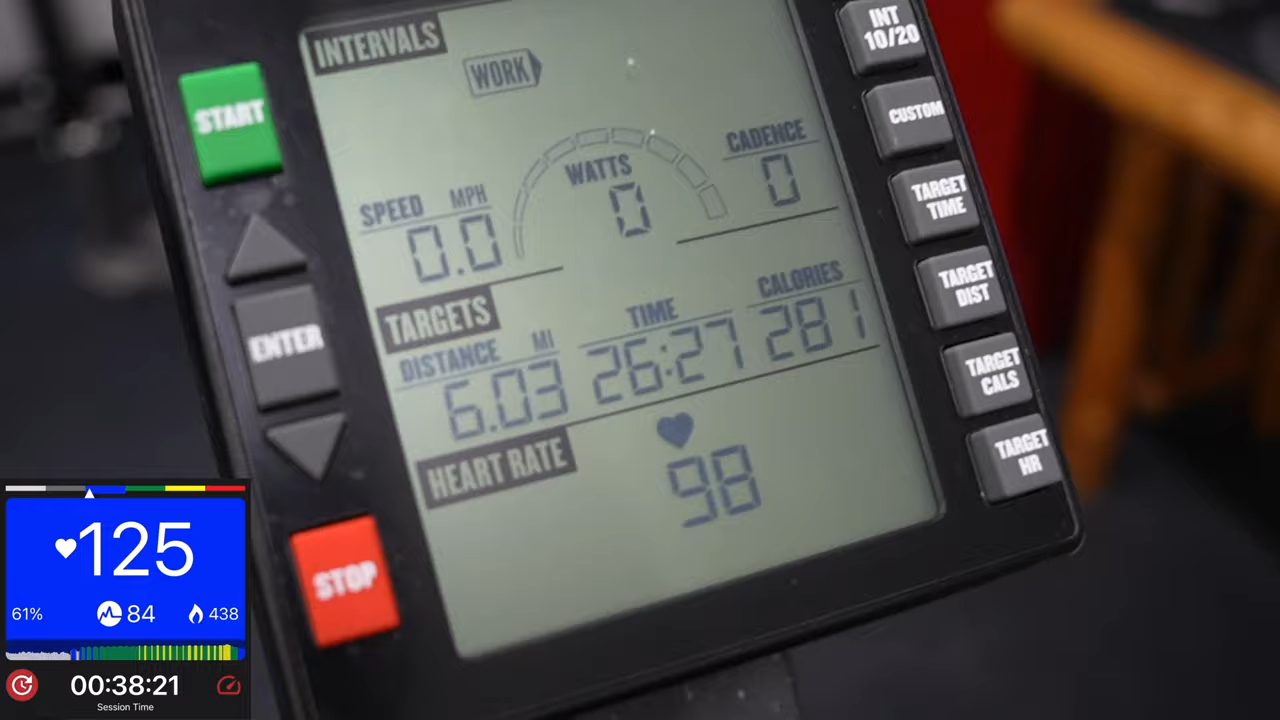 INTERVALS
WORK
START
SPEED MPH
0.0
WATTS
0
CADENCE
0
ENTER
TARGETS
DISTANCE MI
6.03
TIME
26:27
CALORIES
281
HEART RATE
98
STOP
INT
10/20
CUSTOM
TARGET
TIME
TARGET
DIST
TARGET
CALS
TARGET
HR
125
61% 84 438
00:38:21
Session Time